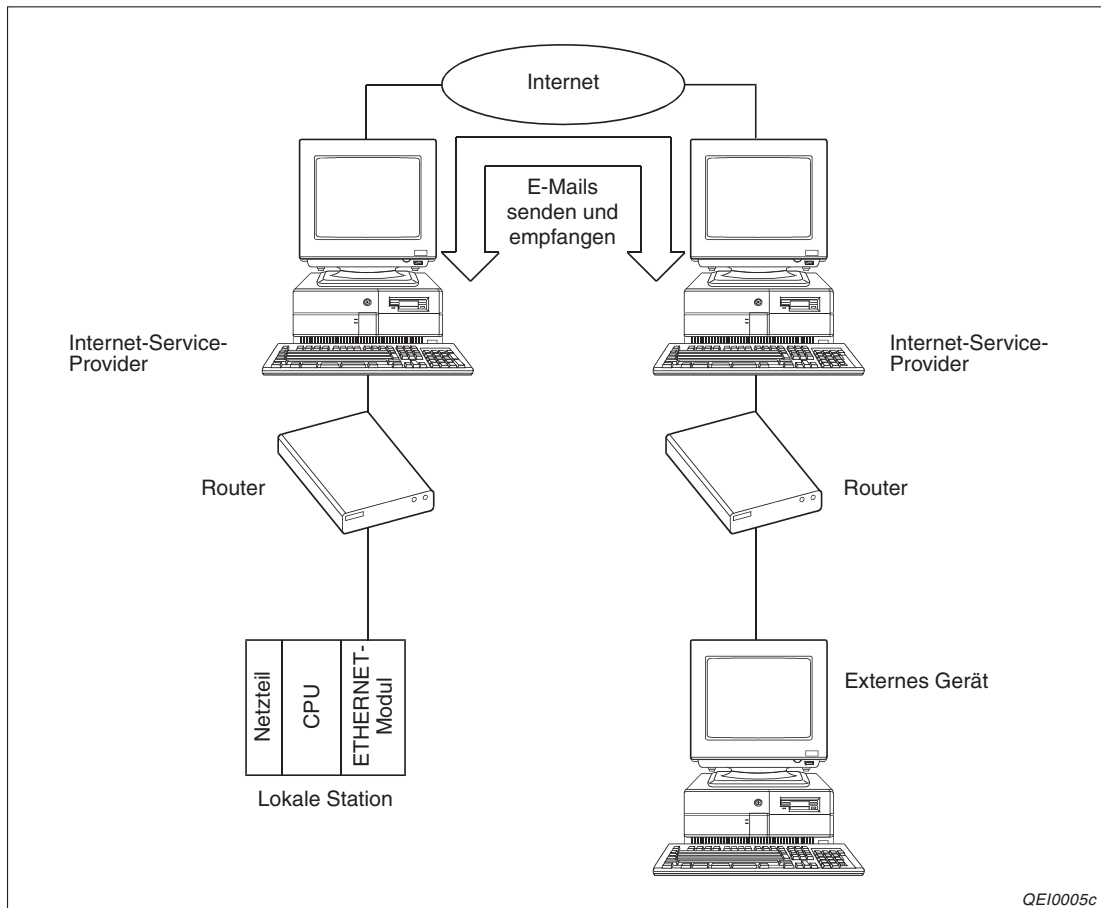 Internet
E-Mails
senden und
empfangen
Internet-Service-
Provider
Internet-Service-
Provider
Router
Router
Netzteil
CPU
ETHERNET-
Modul
Lokale Station
Externes Gerät
QEI0005c